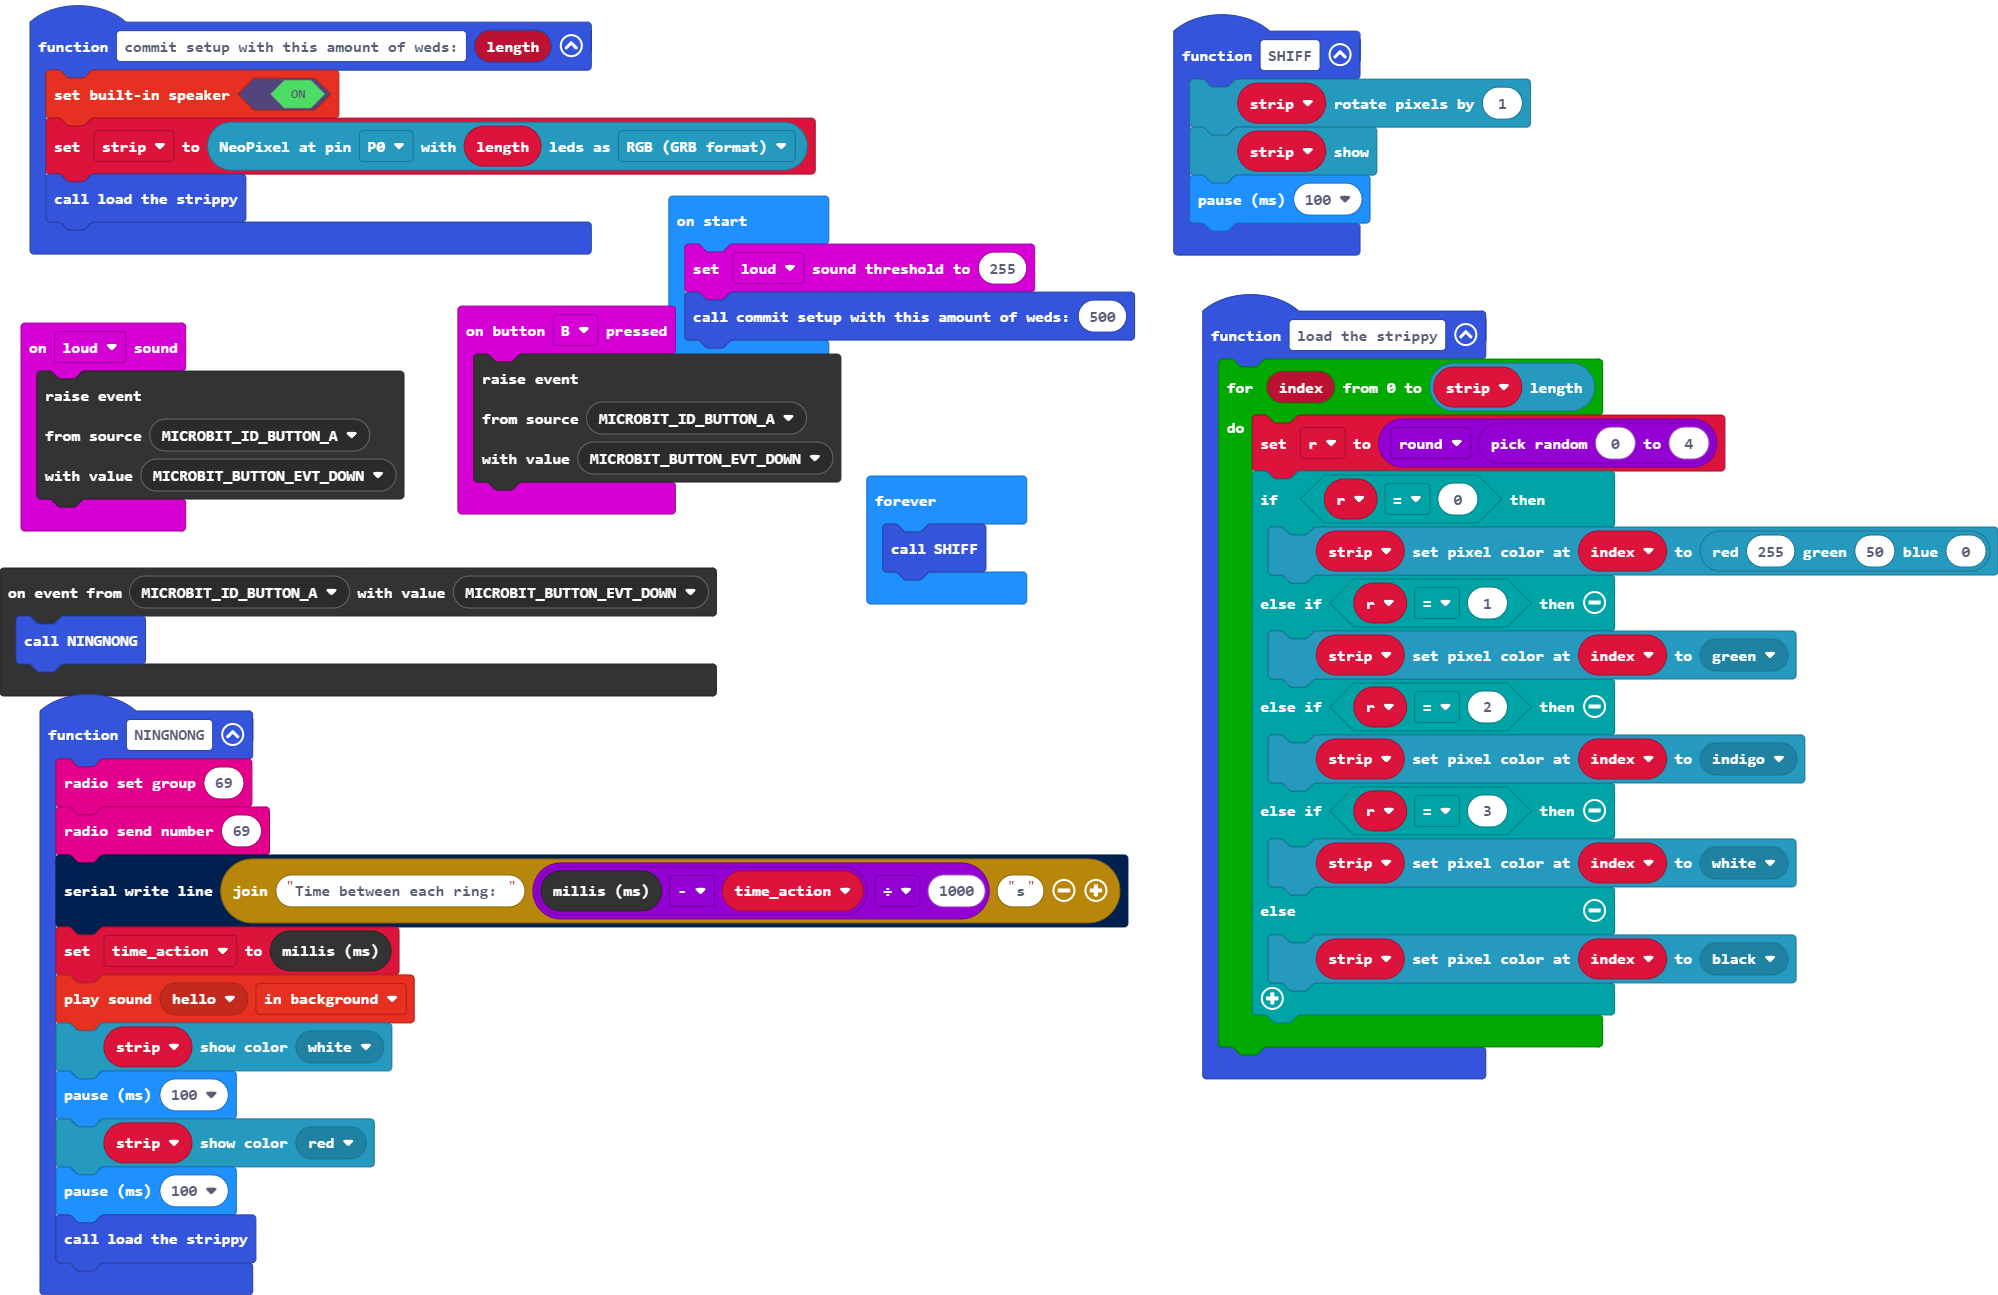 function commit setup with this amount of weds: length
set built-in speaker ON
set strip to NeoPixel at pin P0 with length leds as RGB (GRB format)
call load the strippy
on start
set loud sound threshold to 255
call commit setup with this amount of weds: 500
on loud sound
raise event
from source MICROBIT_ID_BUTTON_A
with value MICROBIT_BUTTON_EVT_DOWN
on button B pressed
raise event
from source MICROBIT_ID_BUTTON_A
with value MICROBIT_BUTTON_EVT_DOWN
forever
call SHIFF
on event from MICROBIT_ID_BUTTON_A with value MICROBIT_BUTTON_EVT_DOWN
call NINGNONG
function NINGNONG
radio set group 69
radio send number 69
serial write line join "Time between each ring: " millis (ms) - time_action ÷ 1000 "s"
set time_action to millis (ms)
play sound hello in background
strip show color white
pause (ms) 100
strip show color red
pause (ms) 100
call load the strippy
function SHIFF
strip rotate pixels by 1
strip show
pause (ms) 100
function load the strippy
for index from 0 to strip length
do
set r to round pick random 0 to 4
if r = 0 then
strip set pixel color at index to red 255 green 50 blue 0
else if r = 1 then
strip set pixel color at index to green
else if r = 2 then
strip set pixel color at index to indigo
else if r = 3 then
strip set pixel color at index to white
else
strip set pixel color at index to black